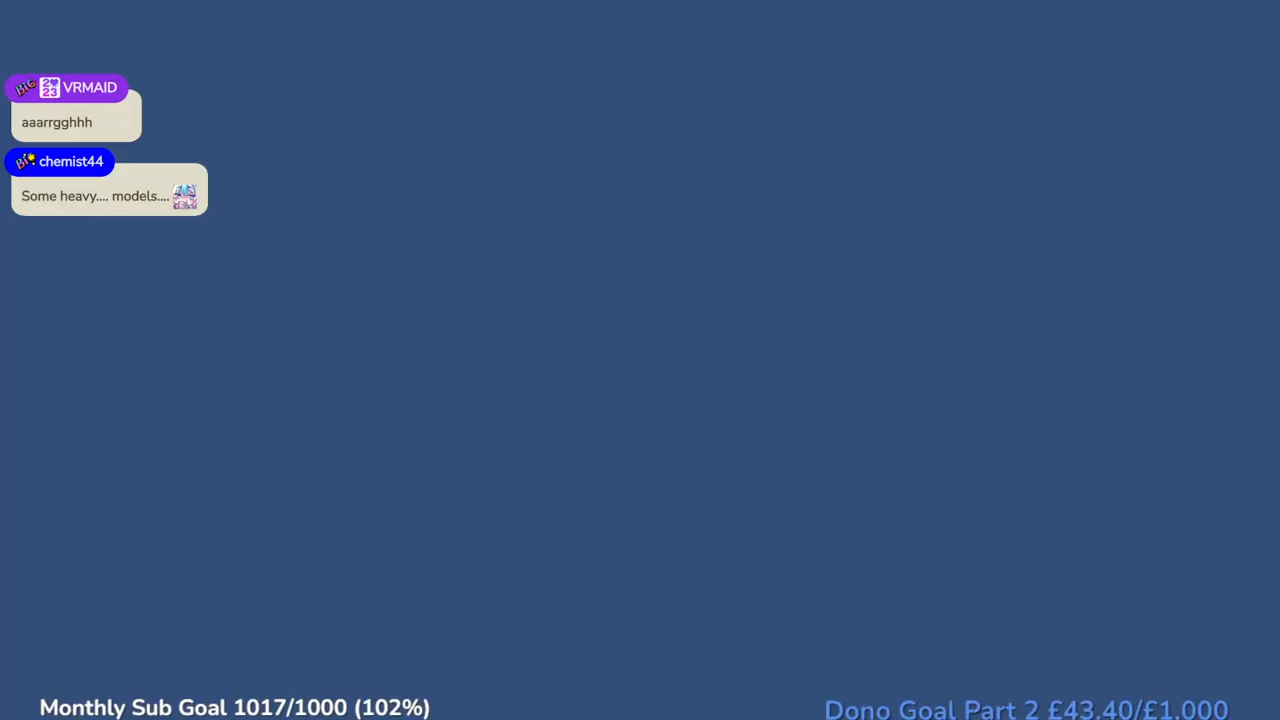 VRMAID
aaarrgghhh
chemist44
Some heavy.... models....
Monthly Sub Goal 1017/1000 (102%)
Dono Goal Part 2 £43.40/£1,000